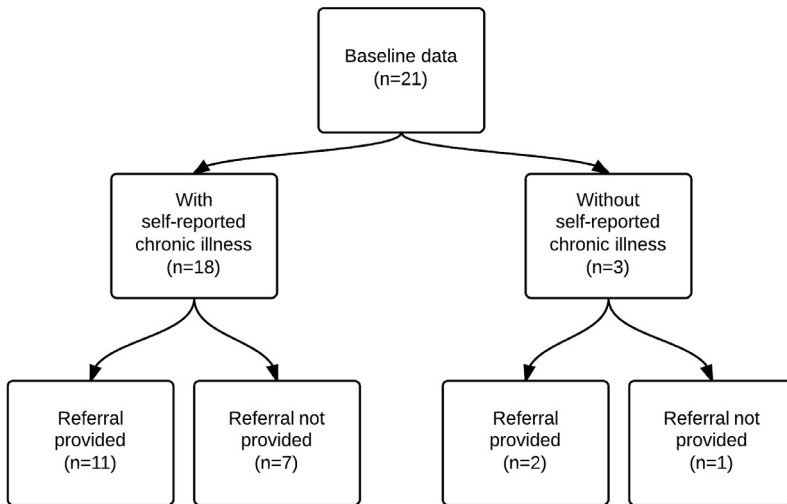 Baseline data
(n=21)
With
self-reported
chronic illness
(n=18)
Without
self-reported
chronic illness
(n=3)
Referral
provided
(n=11)
Referral not
provided
(n=7)
Referral
provided
(n=2)
Referral not
provided
(n=1)